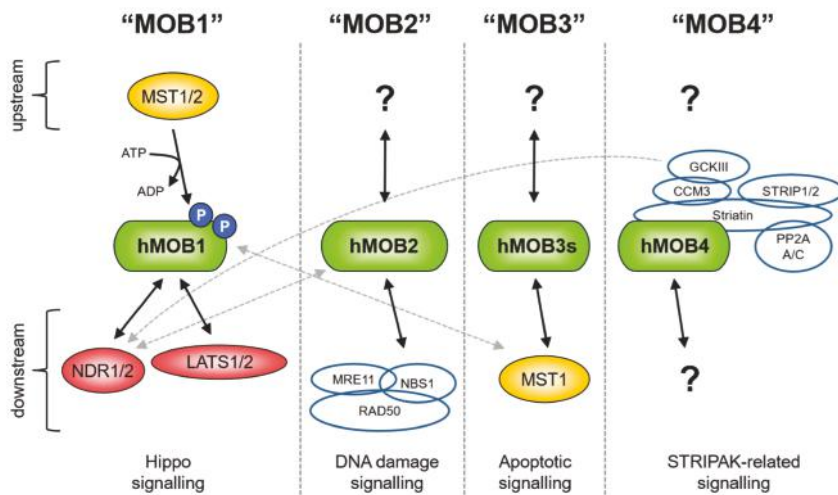 “MOB1”
“MOB2”
“MOB3”
“MOB4”
upstream
MST1/2
?
?
?
ATP
ADP
P
P
GCKIII
CCM3
STRIP1/2
Striatin
PP2A
A/C
hMOB1
hMOB2
hMOB3s
hMOB4
downstream
NDR1/2
LATS1/2
MRE11
NBS1
RAD50
MST1
?
Hippo
signalling
DNA damage
signalling
Apoptotic
signalling
STRIPAK-related
signalling